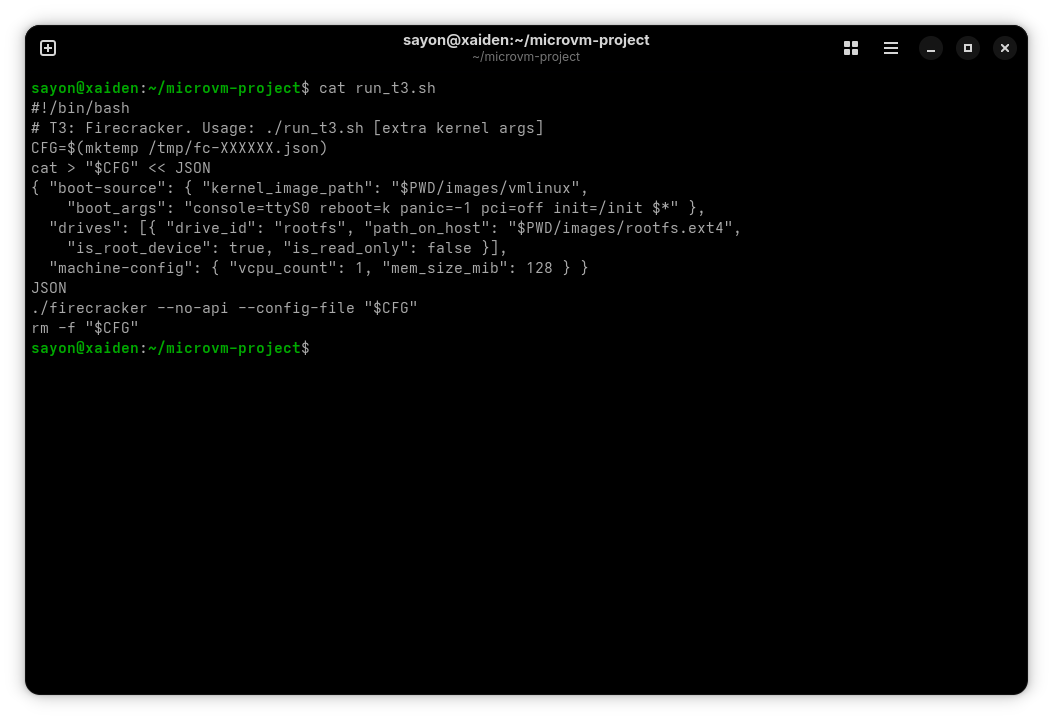 sayon@xaiden:~/microvm-project
~/microvm-project
sayon@xaiden:~/microvm-project$ cat run_t3.sh
#!/bin/bash
# T3: Firecracker. Usage: ./run_t3.sh [extra kernel args]
CFG=$(mktemp /tmp/fc-XXXXXX.json)
cat > "$CFG" << JSON
{ "boot-source": { "kernel_image_path": "$PWD/images/vmlinux",
    "boot_args": "console=ttyS0 reboot=k panic=-1 pci=off init=/init $*" },
  "drives": [{ "drive_id": "rootfs", "path_on_host": "$PWD/images/rootfs.ext4",
    "is_root_device": true, "is_read_only": false }],
  "machine-config": { "vcpu_count": 1, "mem_size_mib": 128 } }
JSON
./firecracker --no-api --config-file "$CFG"
rm -f "$CFG"
sayon@xaiden:~/microvm-project$